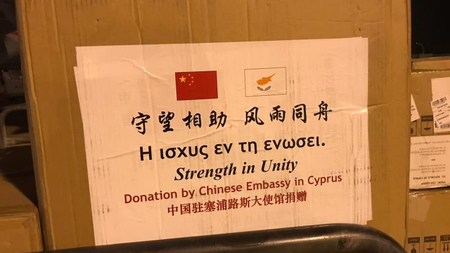 守望相助 风雨同舟
Η ισχυς εν τη ενωσει.
Strength in Unity
Donation by Chinese Embassy in Cyprus
中国驻塞浦路斯大使馆捐赠